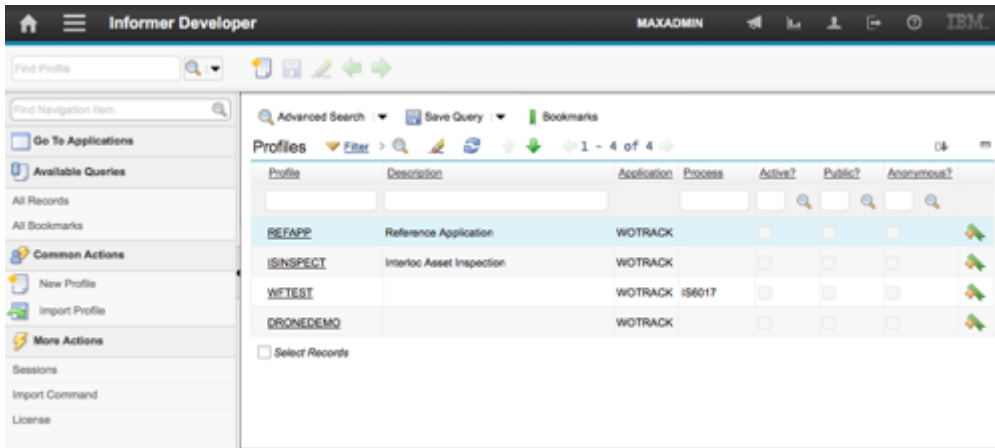 Informer Developer MAXADMIN IBM.
Find Profile
Find Navigation Item
Go To Applications
Available Queries
All Records
All Bookmarks
Common Actions
New Profile
Import Profile
More Actions
Sessions
Import Command
License
Advanced Search Save Query Bookmarks
Profiles Filter > 1 - 4 of 4
Profile Description Application Process Active? Public? Anonymous?
REFAPP Reference Application WOTRACK
ISINSPECT Interloc Asset Inspection WOTRACK
WFTEST WOTRACK IS6017
DRONEDEMO WOTRACK
Select Records